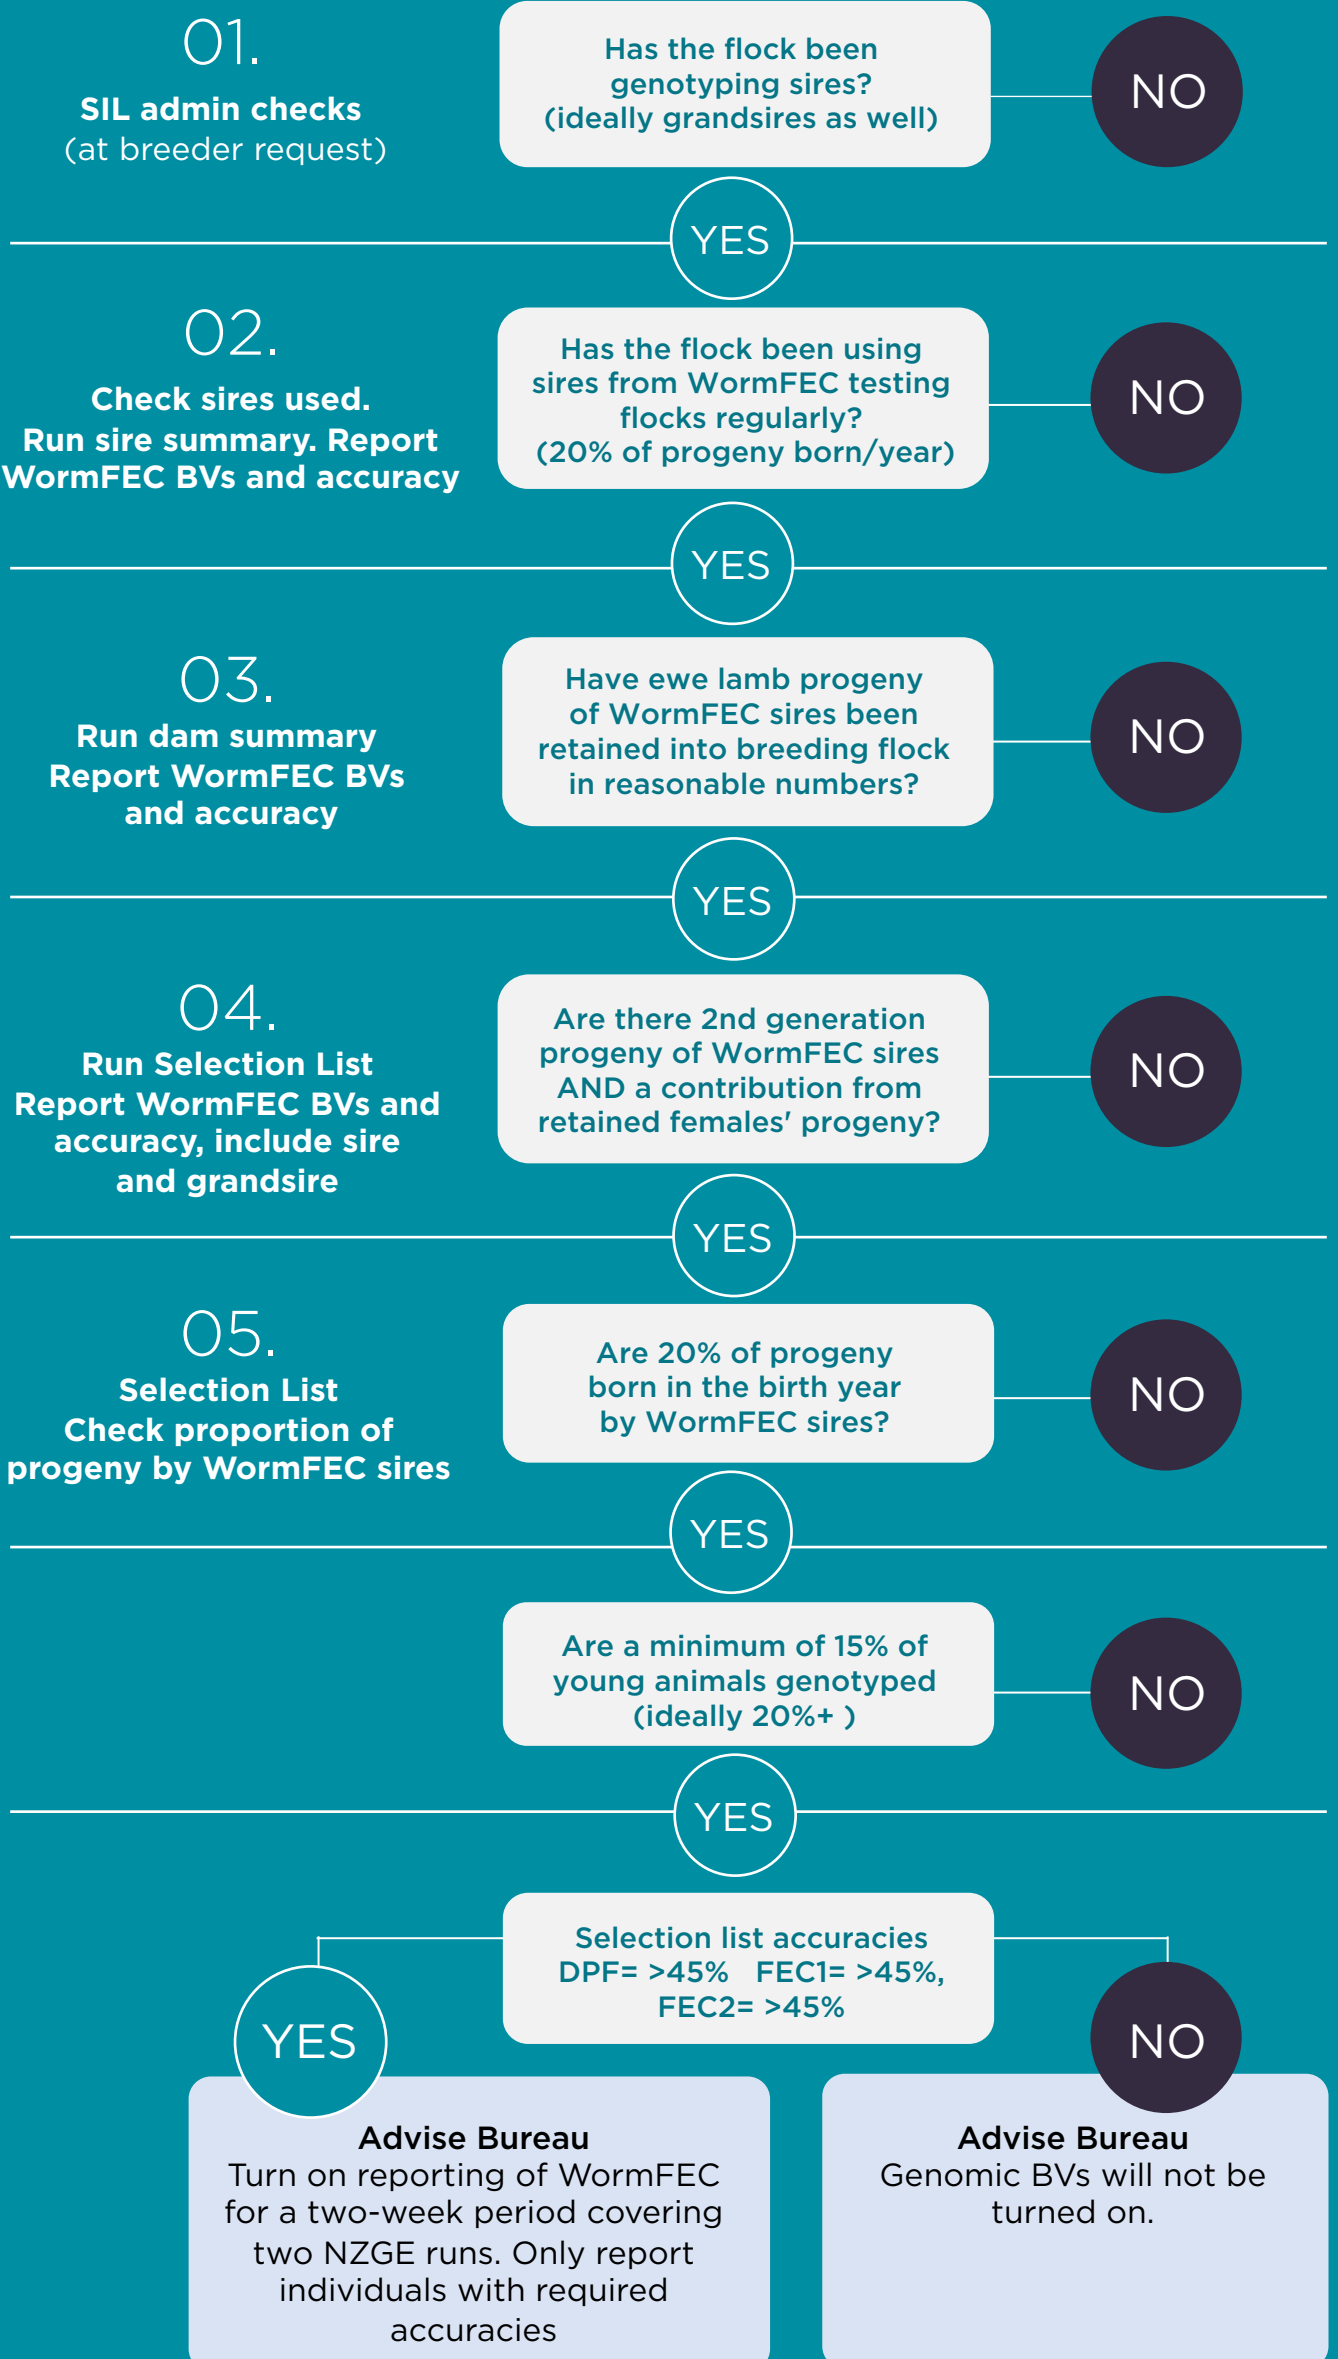 01.
SIL admin checks
(at breeder request)
Has the flock been
genotyping sires?
(ideally grandsires as well)
NO
YES
02.
Check sires used.
Run sire summary. Report
WormFEC BVs and accuracy
Has the flock been using
sires from WormFEC testing
flocks regularly?
(20% of progeny born/year)
NO
YES
03.
Run dam summary
Report WormFEC BVs
and accuracy
Have ewe lamb progeny
of WormFEC sires been
retained into breeding flock
in reasonable numbers?
NO
YES
04.
Run Selection List
Report WormFEC BVs and
accuracy, include sire
and grandsire
Are there 2nd generation
progeny of WormFEC sires
AND a contribution from
retained females' progeny?
NO
YES
05.
Selection List
Check proportion of
progeny by WormFEC sires
Are 20% of progeny
born in the birth year
by WormFEC sires?
NO
YES
Are a minimum of 15% of
young animals genotyped
(ideally 20%+ )
NO
YES
Selection list accuracies
DPF= >45%   FEC1= >45%,
FEC2= >45%
YES
Advise Bureau
Turn on reporting of WormFEC
for a two-week period covering
two NZGE runs. Only report
individuals with required
accuracies
NO
Advise Bureau
Genomic BVs will not be
turned on.